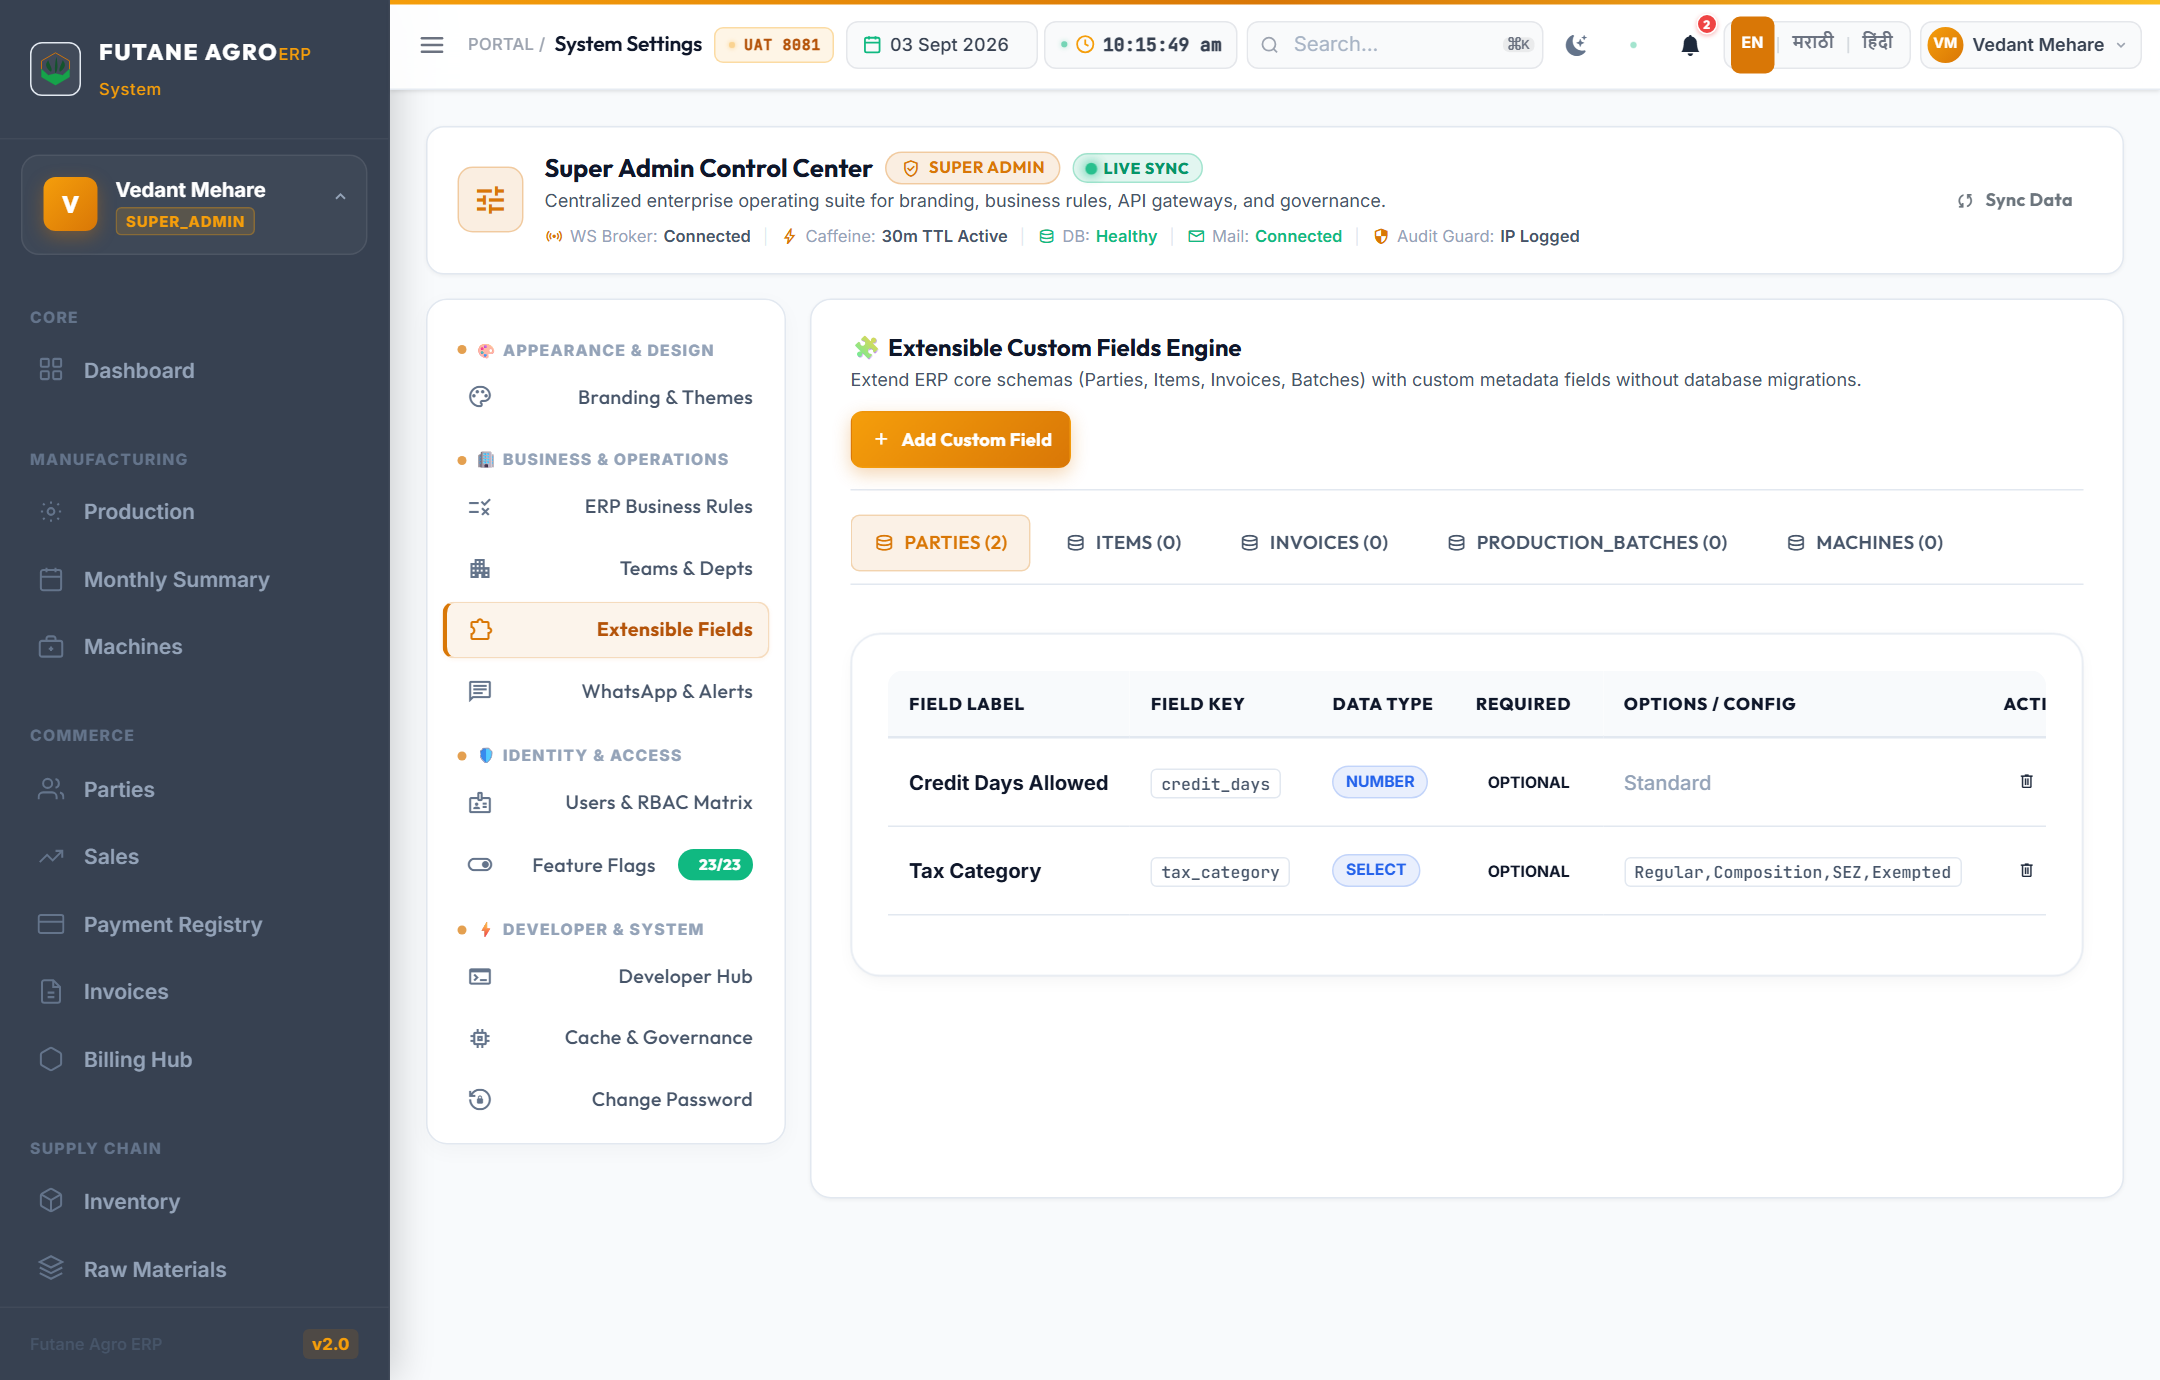 FUTANE AGROERP
System
Vedant Mehare
V
SUPER_ADMIN
CORE
Dashboard
MANUFACTURING
Production
Monthly Summary
Machines
COMMERCE
Parties
Sales
Payment Registry
Invoices
Billing Hub
SUPPLY CHAIN
Inventory
Raw Materials
Futane Agro ERP
v2.0
PORTAL / System Settings
UAT 8081
03 Sept 2026
10:15:49 am
Search...
⌘K
2
EN
मराठी
हिंदी
VM
Vedant Mehare
Super Admin Control Center
SUPER ADMIN
LIVE SYNC
Centralized enterprise operating suite for branding, business rules, API gateways, and governance.
WS Broker: Connected
Caffeine: 30m TTL Active
DB: Healthy
Mail: Connected
Audit Guard: IP Logged
Sync Data
APPEARANCE & DESIGN
Branding & Themes
BUSINESS & OPERATIONS
ERP Business Rules
Teams & Depts
Extensible Fields
WhatsApp & Alerts
IDENTITY & ACCESS
Users & RBAC Matrix
Feature Flags
23/23
DEVELOPER & SYSTEM
Developer Hub
Cache & Governance
Change Password
Extensible Custom Fields Engine
Extend ERP core schemas (Parties, Items, Invoices, Batches) with custom metadata fields without database migrations.
+ Add Custom Field
PARTIES (2)
ITEMS (0)
INVOICES (0)
PRODUCTION_BATCHES (0)
MACHINES (0)
FIELD LABEL
FIELD KEY
DATA TYPE
REQUIRED
OPTIONS / CONFIG
ACTI
Credit Days Allowed
credit_days
NUMBER
OPTIONAL
Standard
Tax Category
tax_category
SELECT
OPTIONAL
Regular,Composition,SEZ,Exempted